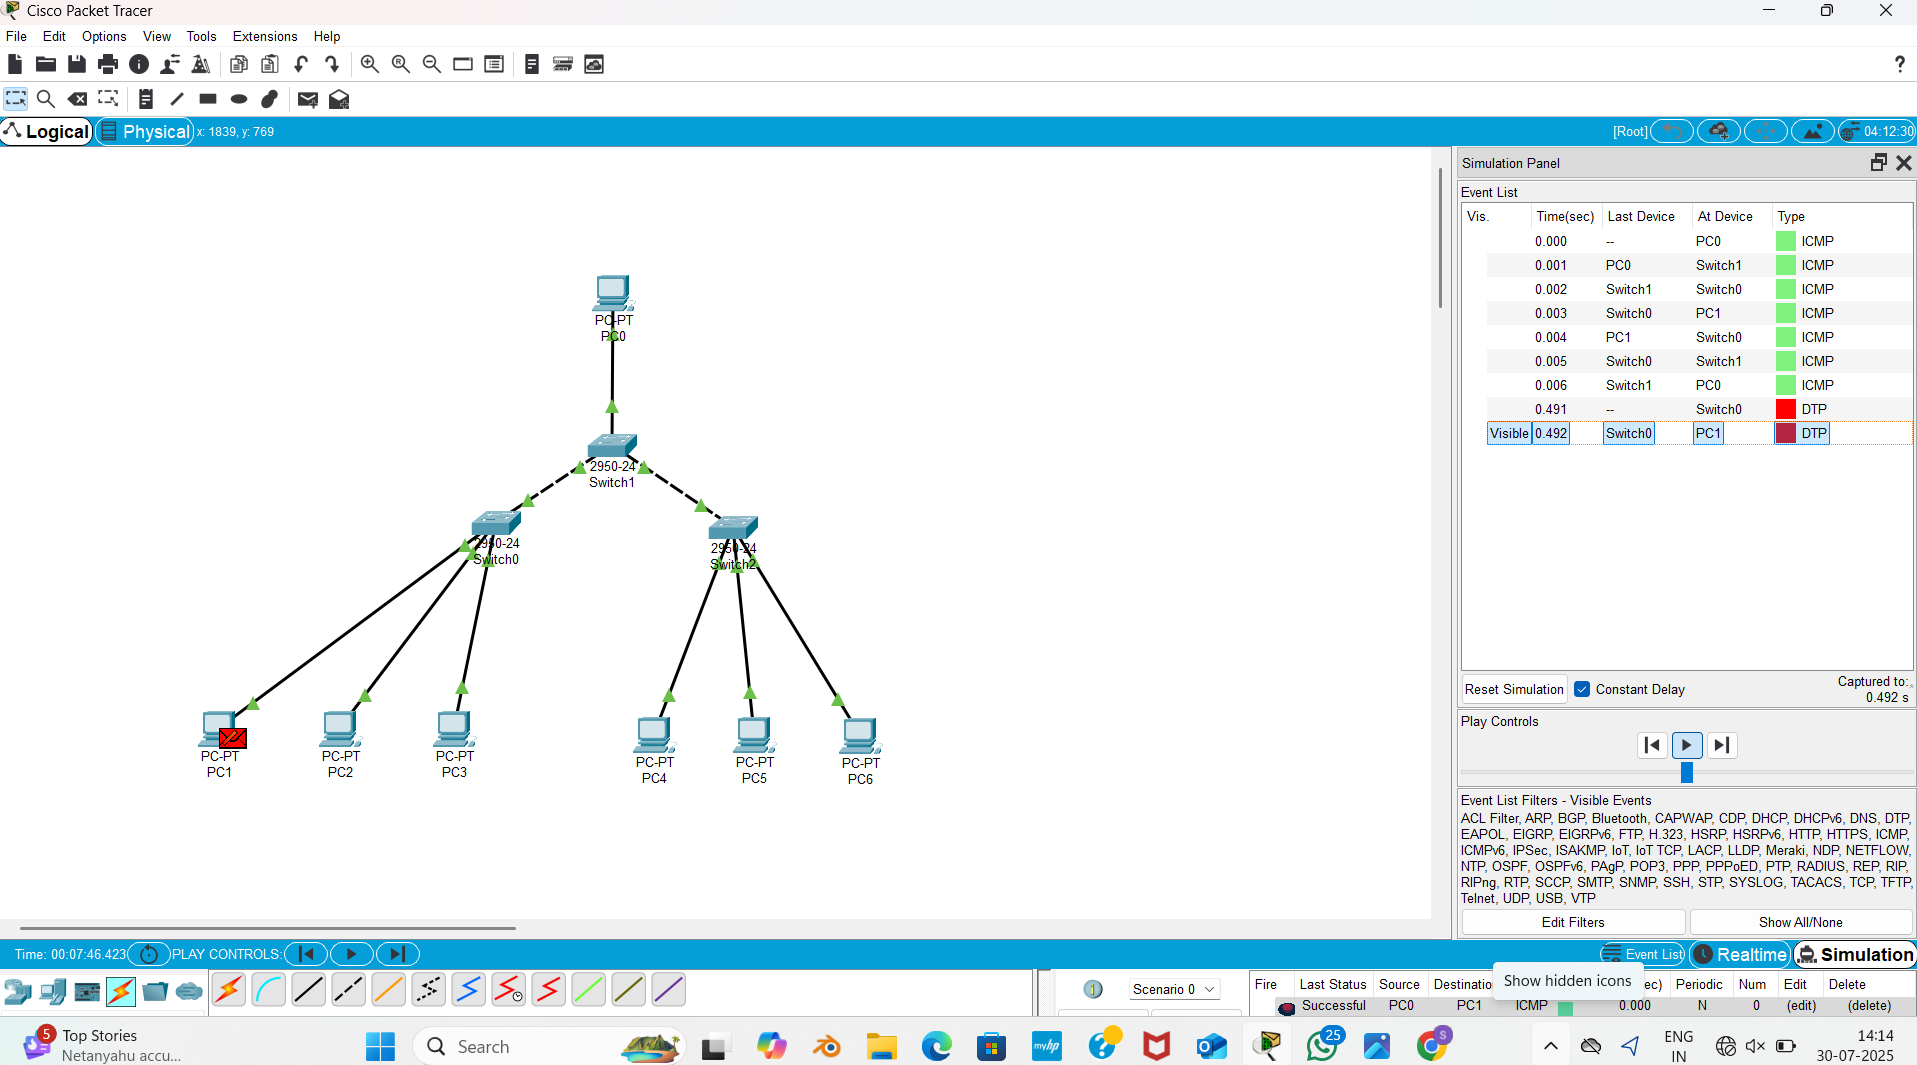 Cisco Packet Tracer
File Edit Options View Tools Extensions Help
?
Logical Physical x: 1839, y: 769 [Root] 04:12:30
Simulation Panel
Event List
Vis. Time(sec) Last Device At Device Type
0.000 -- PC0 ICMP
0.001 PC0 Switch1 ICMP
0.002 Switch1 Switch0 ICMP
0.003 Switch0 PC1 ICMP
0.004 PC1 Switch0 ICMP
0.005 Switch0 Switch1 ICMP
0.006 Switch1 PC0 ICMP
0.491 -- Switch0 DTP
Visible 0.492 Switch0 PC1 DTP
PC-PT
PC0
2950-24
Switch1
2950-24
Switch0
2950-24
Switch2
PC-PT
PC1
PC-PT
PC2
PC-PT
PC3
PC-PT
PC4
PC-PT
PC5
PC-PT
PC6
Reset Simulation Constant Delay Captured to:
0.492 s
Play Controls
Event List Filters - Visible Events
ACL Filter, ARP, BGP, Bluetooth, CAPWAP, CDP, DHCP, DHCPv6, DNS, DTP,
EAPOL, EIGRP, EIGRPv6, FTP, H.323, HSRP, HSRPv6, HTTP, HTTPS, ICMP,
ICMPv6, IPSec, ISAKMP, IoT, IoT TCP, LACP, LLDP, Meraki, NDP, NETFLOW,
NTP, OSPF, OSPFv6, PAgP, POP3, PPP, PPPoED, PTP, RADIUS, REP, RIP,
RIPng, RTP, SCCP, SMTP, SNMP, SSH, STP, SYSLOG, TACACS, TCP, TFTP,
Telnet, UDP, USB, VTP
Edit Filters Show All/None
Time: 00:07:46.423 PLAY CONTROLS: Event List Realtime Simulation
Show hidden icons
1 Scenario 0 Fire Last Status Source Destinatio ec) Periodic Num Edit Delete
Successful PC0 PC1 ICMP 0.000 N 0 (edit) (delete)
5 Top Stories
Netanyahu accu...
Search
myhp
?
25
S
ENG
IN
14:14
30-07-2025